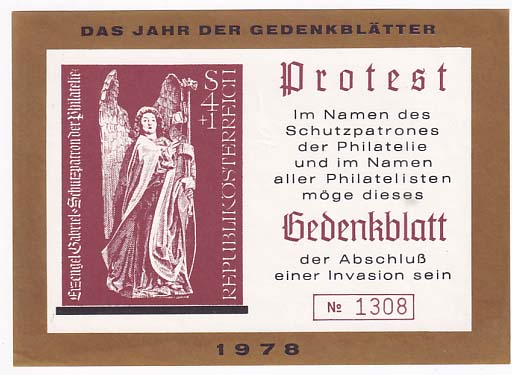 DAS JAHR DER GEDENKBLÄTTER
Erzengel Gabriel • Schutzpatron der Philatelie
S 4 + 1
REPUBLIK ÖSTERREICH
Protest
Im Namen des
Schutzpatrones
der Philatelie
und im Namen
aller Philatelisten
möge dieses
Gedenkblatt
der Abschluß
einer Invasion sein
№ 1308
1978